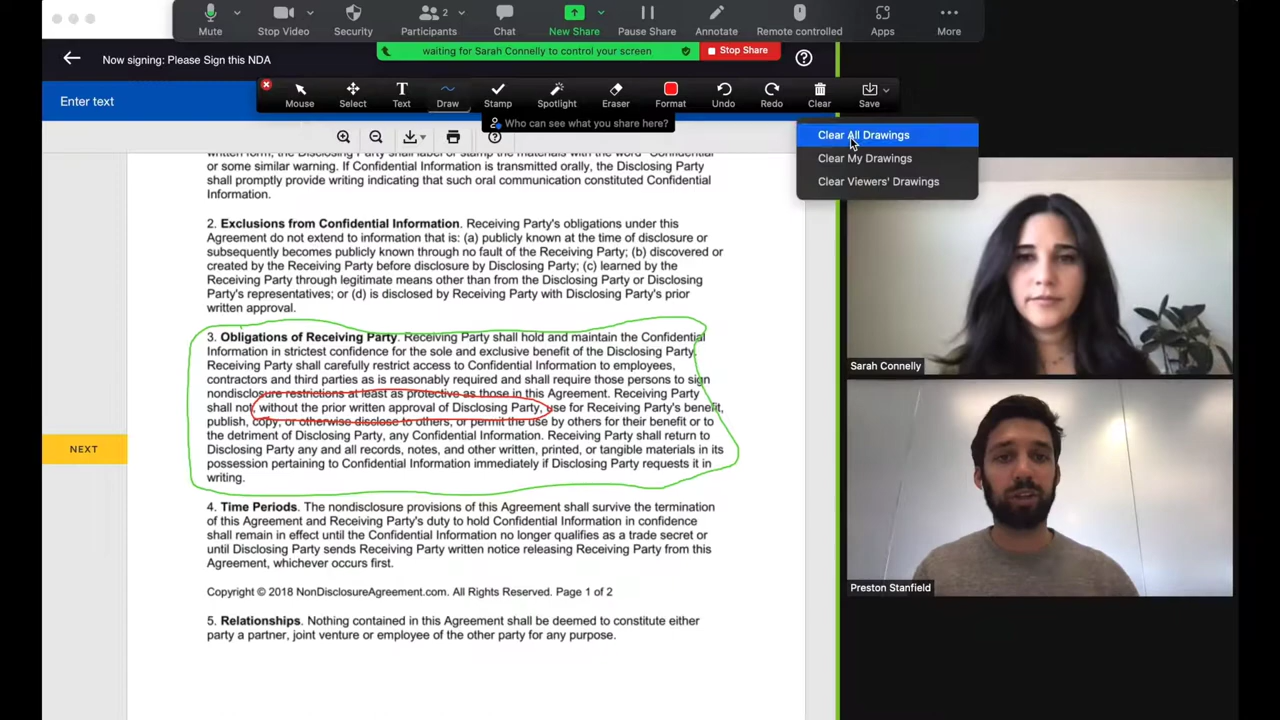 Mute
Stop Video
Security
Participants
2
Chat
New Share
Pause Share
Annotate
Remote controlled
Apps
More
waiting for Sarah Connelly to control your screen
Stop Share
Now signing: Please Sign this NDA
Enter text
Mouse
Select
Text
Draw
Stamp
Spotlight
Eraser
Format
Undo
Redo
Clear
Save
Who can see what you share here?
Clear All Drawings
Clear My Drawings
Clear Viewers' Drawings
or some similar warning. If Confidential Information is transmitted orally, the Disclosing Party
shall promptly provide writing indicating that such oral communication constituted Confidential
Information.
2. Exclusions from Confidential Information. Receiving Party's obligations under this
Agreement do not extend to information that is: (a) publicly known at the time of disclosure or
subsequently becomes publicly known through no fault of the Receiving Party; (b) discovered or
created by the Receiving Party before disclosure by Disclosing Party; (c) learned by the
Receiving Party through legitimate means other than from the Disclosing Party or Disclosing
Party's representatives; or (d) is disclosed by Receiving Party with Disclosing Party's prior
written approval.
3. Obligations of Receiving Party. Receiving Party shall hold and maintain the Confidential
Information in strictest confidence for the sole and exclusive benefit of the Disclosing Party.
Receiving Party shall carefully restrict access to Confidential Information to employees,
contractors and third parties as is reasonably required and shall require those persons to sign
nondisclosure restrictions at least as protective as those in this Agreement. Receiving Party
shall not, without the prior written approval of Disclosing Party, use for Receiving Party's benefit,
publish, copy, or otherwise disclose to others, or permit the use by others for their benefit or to
the detriment of Disclosing Party, any Confidential Information. Receiving Party shall return to
Disclosing Party any and all records, notes, and other written, printed, or tangible materials in its
possession pertaining to Confidential Information immediately if Disclosing Party requests it in
writing.
NEXT
4. Time Periods. The nondisclosure provisions of this Agreement shall survive the termination
of this Agreement and Receiving Party's duty to hold Confidential Information in confidence
shall remain in effect until the Confidential Information no longer qualifies as a trade secret or
until Disclosing Party sends Receiving Party written notice releasing Receiving Party from this
Agreement, whichever occurs first.
Copyright © 2018 NonDisclosureAgreement.com. All Rights Reserved. Page 1 of 2
5. Relationships. Nothing contained in this Agreement shall be deemed to constitute either
party a partner, joint venture or employee of the other party for any purpose.
Sarah Connelly
Preston Stanfield